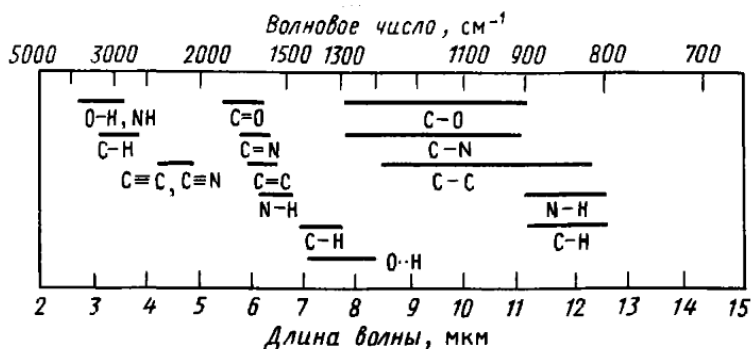 Волновое число, см⁻¹
5000 3000 2000 1500 1300 1100 900 800 700
O-H, NH C=O C-O
C-H C=N C-N
C≡C, C≡N C=C C-C
N-H N-H
C-H C-H
O··H
2 3 4 5 6 7 8 9 10 11 12 13 14 15
Длина волны, мкм